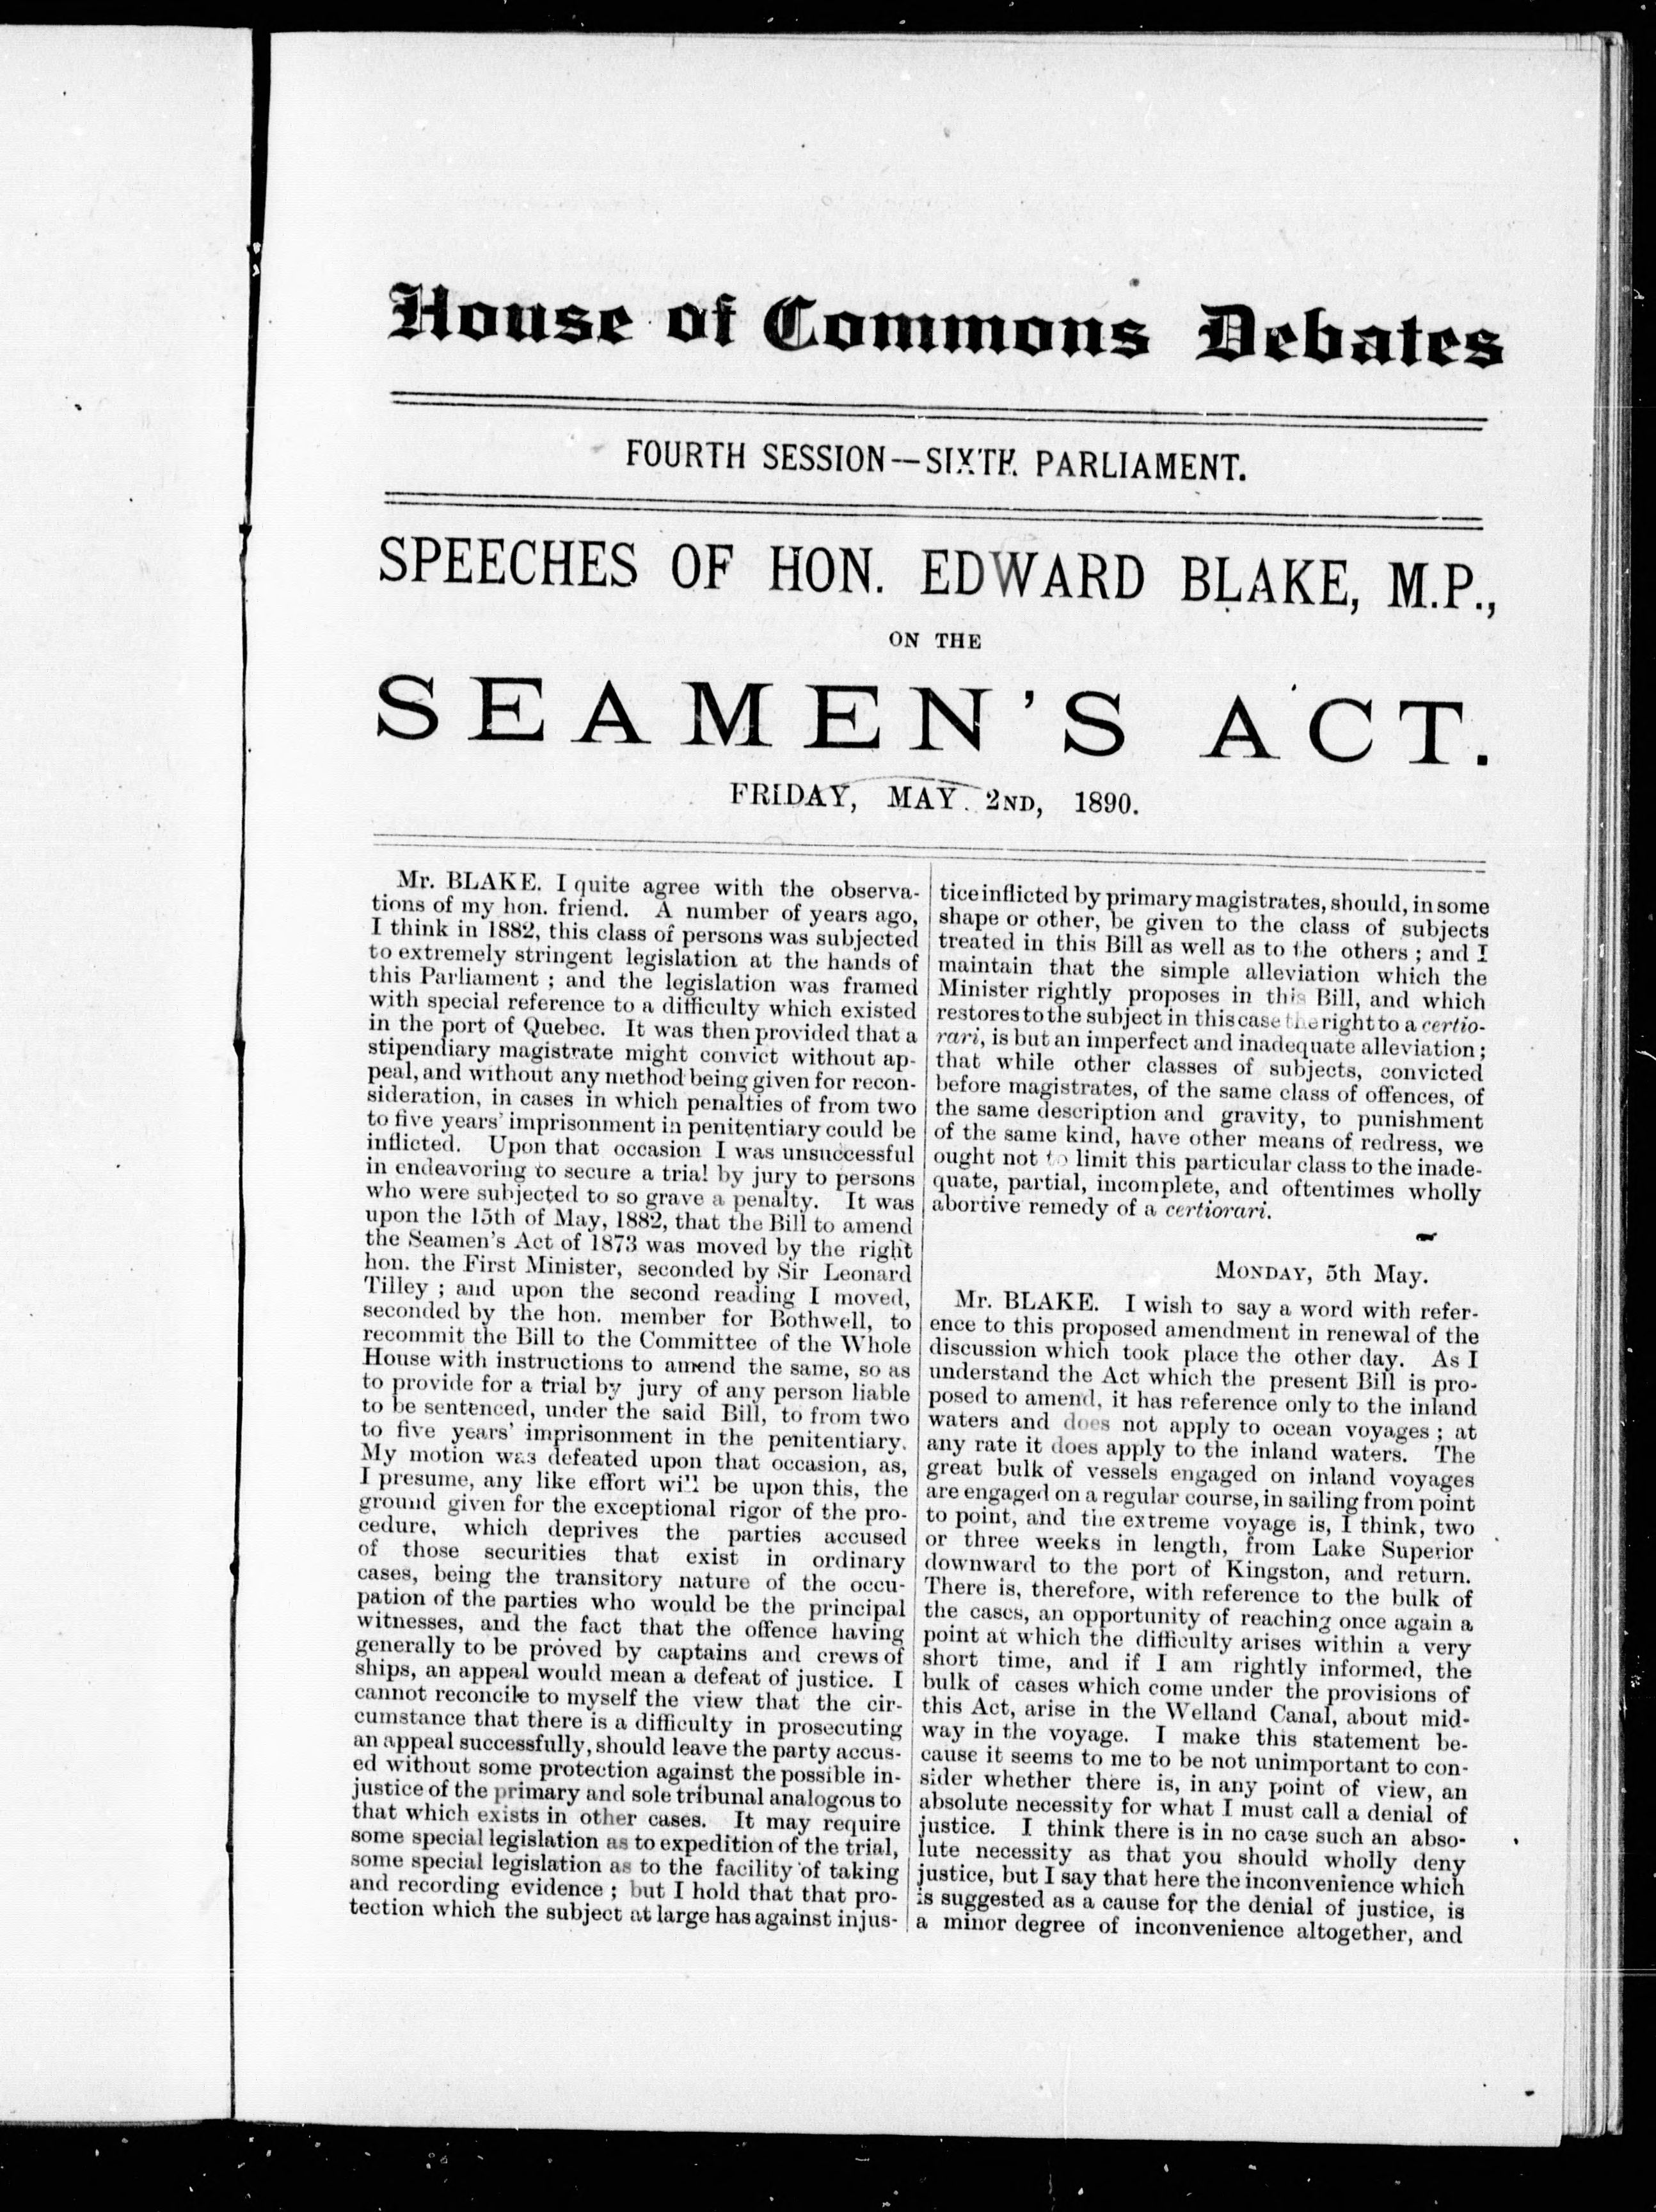 House of Commons Debates
FOURTH SESSION—SIXTH PARLIAMENT.
SPEECHES OF HON. EDWARD BLAKE, M.P.,
ON THE
SEAMEN'S ACT.
FRIDAY, MAY 2ND, 1890.
Mr. BLAKE. I quite agree with the observa-
tions of my hon. friend. A number of years ago,
I think in 1882, this class of persons was subjected
to extremely stringent legislation at the hands of
this Parliament ; and the legislation was framed
with special reference to a difficulty which existed
in the port of Quebec. It was then provided that a
stipendiary magistrate might convict without ap-
peal, and without any method being given for recon-
sideration, in cases in which penalties of from two
to five years' imprisonment in penitentiary could be
inflicted. Upon that occasion I was unsuccessful
in endeavoring to secure a trial by jury to persons
who were subjected to so grave a penalty. It was
upon the 15th of May, 1882, that the Bill to amend
the Seamen's Act of 1873 was moved by the right
hon. the First Minister, seconded by Sir Leonard
Tilley ; and upon the second reading I moved,
seconded by the hon. member for Bothwell, to
recommit the Bill to the Committee of the Whole
House with instructions to amend the same, so as
to provide for a trial by jury of any person liable
to be sentenced, under the said Bill, to from two
to five years' imprisonment in the penitentiary.
My motion was defeated upon that occasion, as,
I presume, any like effort will be upon this, the
ground given for the exceptional rigor of the pro-
cedure, which deprives the parties accused
of those securities that exist in ordinary
cases, being the transitory nature of the occu-
pation of the parties who would be the principal
witnesses, and the fact that the offence having
generally to be proved by captains and crews of
ships, an appeal would mean a defeat of justice. I
cannot reconcile to myself the view that the cir-
cumstance that there is a difficulty in prosecuting
an appeal successfully, should leave the party accus-
ed without some protection against the possible in-
justice of the primary and sole tribunal analogous to
that which exists in other cases. It may require
some special legislation as to expedition of the trial,
some special legislation as to the facility of taking
and recording evidence ; but I hold that that pro-
tection which the subject at large has against injus-
tice inflicted by primary magistrates, should, in some
shape or other, be given to the class of subjects
treated in this Bill as well as to the others ; and I
maintain that the simple alleviation which the
Minister rightly proposes in this Bill, and which
restores to the subject in this case the right to a certio-
rari, is but an imperfect and inadequate alleviation ;
that while other classes of subjects, convicted
before magistrates, of the same class of offences, of
the same description and gravity, to punishment
of the same kind, have other means of redress, we
ought not to limit this particular class to the inade-
quate, partial, incomplete, and oftentimes wholly
abortive remedy of a certiorari.
MONDAY, 5th May.
Mr. BLAKE. I wish to say a word with refer-
ence to this proposed amendment in renewal of the
discussion which took place the other day. As I
understand the Act which the present Bill is pro-
posed to amend, it has reference only to the inland
waters and does not apply to ocean voyages ; at
any rate it does apply to the inland waters. The
great bulk of vessels engaged on inland voyages
are engaged on a regular course, in sailing from point
to point, and the extreme voyage is, I think, two
or three weeks in length, from Lake Superior
downward to the port of Kingston, and return.
There is, therefore, with reference to the bulk of
the cases, an opportunity of reaching once again a
point at which the difficulty arises within a very
short time, and if I am rightly informed, the
bulk of cases which come under the provisions of
this Act, arise in the Welland Canal, about mid-
way in the voyage. I make this statement be-
cause it seems to me to be not unimportant to con-
sider whether there is, in any point of view, an
absolute necessity for what I must call a denial of
justice. I think there is in no case such an abso-
lute necessity as that you should wholly deny
justice, but I say that here the inconvenience which
is suggested as a cause for the denial of justice, is
a minor degree of inconvenience altogether, and